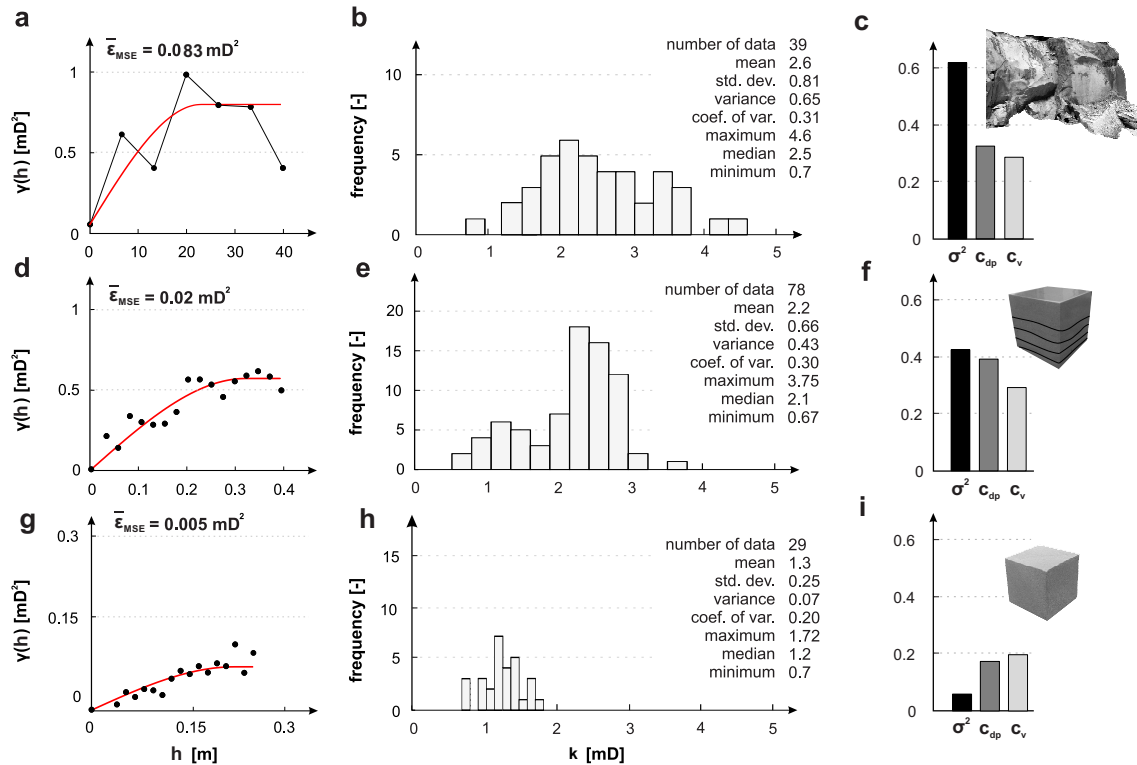 a
ε̄MSE = 0.083 mD²
γ(h) [mD²]
1
0.5
0
0 10 20 30 40
b
frequency [-]
10
5
0
0 1 2 3 4 5
number of data 39
mean 2.6
std. dev. 0.81
variance 0.65
coef. of var. 0.31
maximum 4.6
median 2.5
minimum 0.7
c
0.6
0.4
0.2
0
σ² cdp cv
d
ε̄MSE = 0.02 mD²
γ(h) [mD²]
1
0.5
0
0 0.1 0.2 0.3 0.4
e
frequency [-]
20
15
10
5
0
0 1 2 3 4 5
number of data 78
mean 2.2
std. dev. 0.66
variance 0.43
coef. of var. 0.30
maximum 3.75
median 2.1
minimum 0.67
f
0.6
0.4
0.2
0
σ² cdp cv
g
ε̄MSE = 0.005 mD²
γ(h) [mD²]
0.3
0.15
0
0 0.15 0.3
h [m]
h
frequency [-]
15
10
5
0
0 1 2 3 4 5
k [mD]
number of data 29
mean 1.3
std. dev. 0.25
variance 0.07
coef. of var. 0.20
maximum 1.72
median 1.2
minimum 0.7
i
0.6
0.4
0.2
0
σ² cdp cv